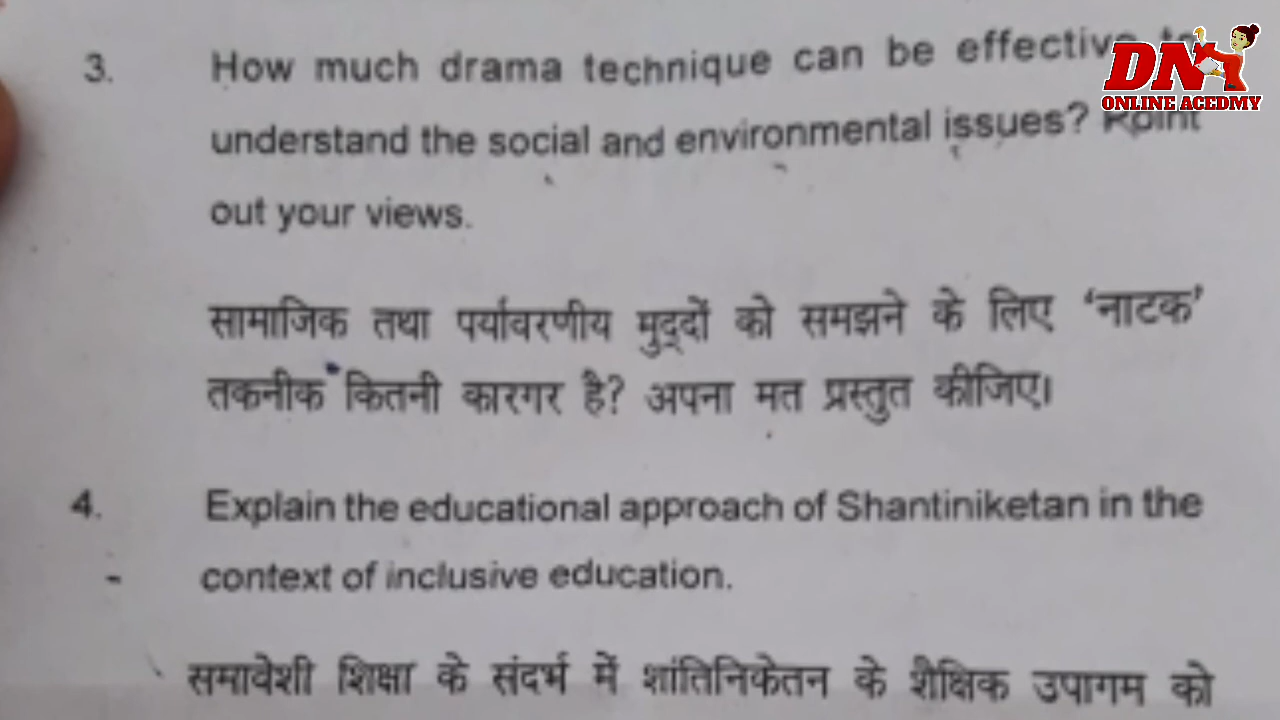 DN
ONLINE ACEDMY
3. How much drama technique can be effective
understand the social and environmental issues?
out your views.
सामाजिक तथा पर्यावरणीय मुद्दों को समझने के लिए ‘नाटक’
तकनीक कितनी कारगर है? अपना मत प्रस्तुत कीजिए।
4. Explain the educational approach of Shantiniketan in the
- context of inclusive education.
समावेशी शिक्षा के संदर्भ में शांतिनिकेतन के शैक्षिक उपागम को